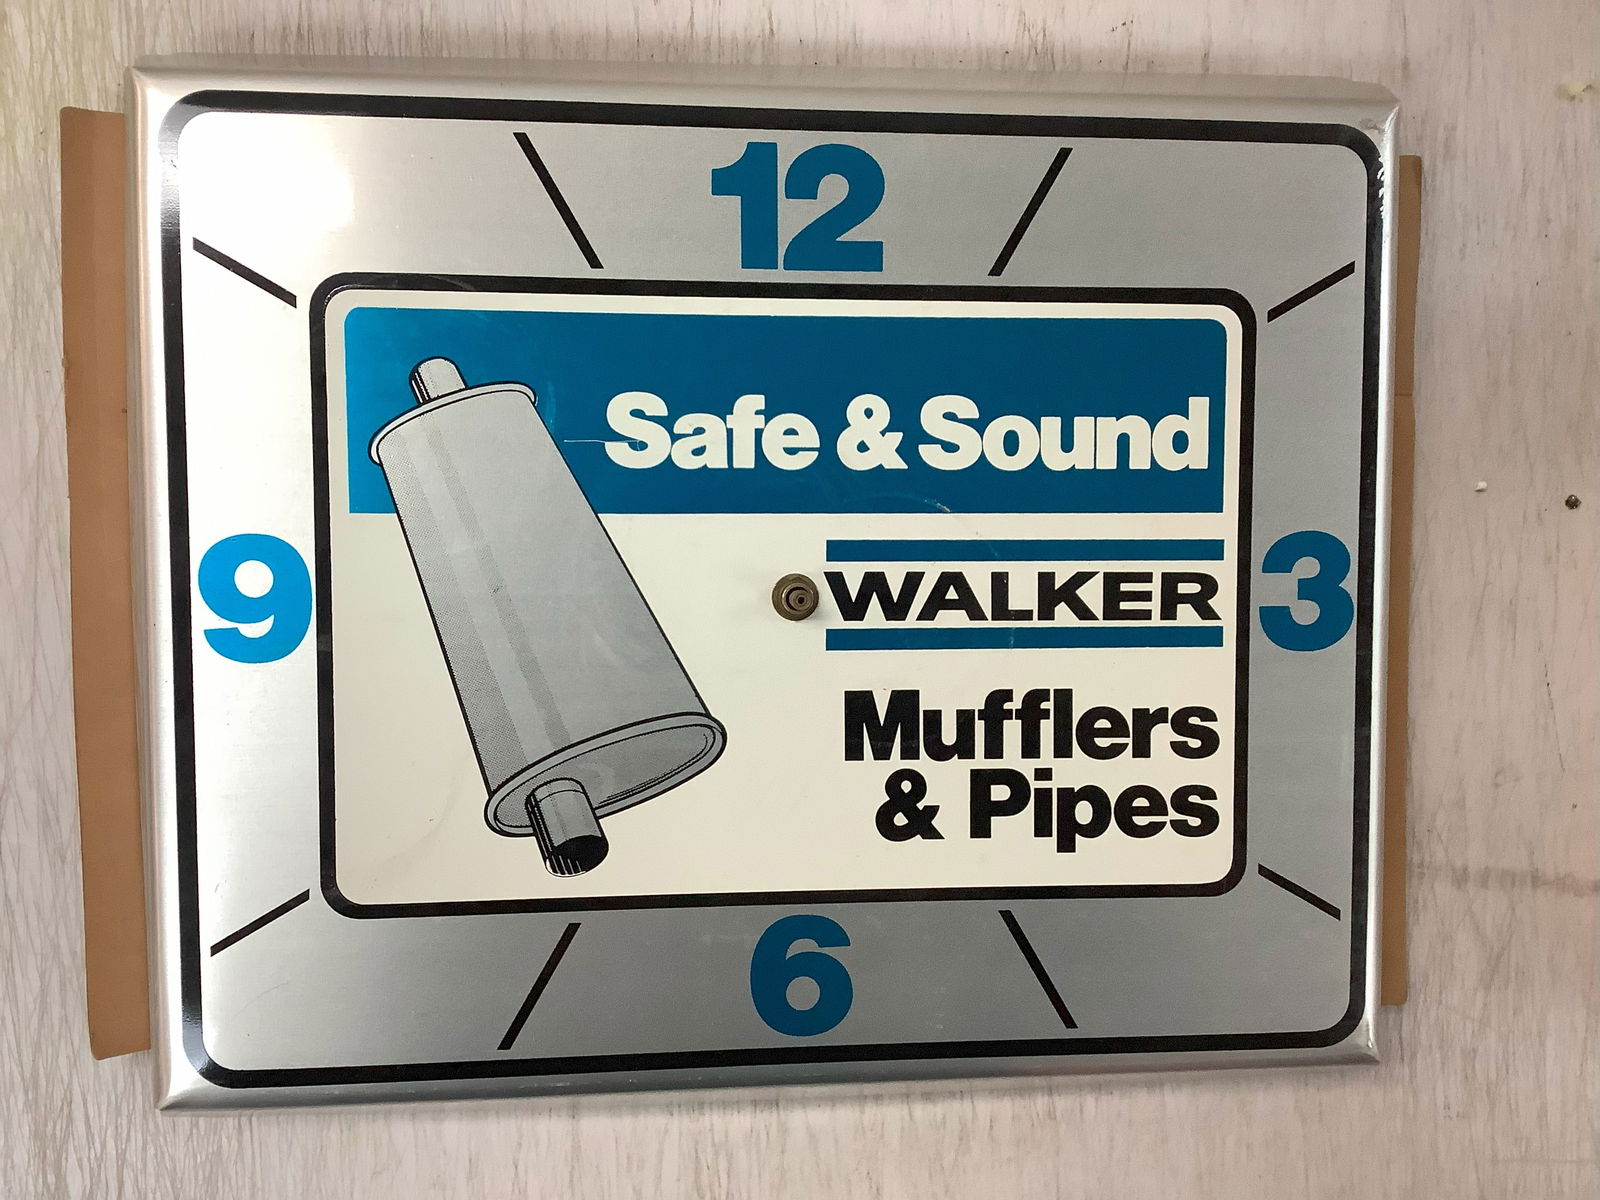 12
Safe & Sound
9
WALKER
3
Mufflers
& Pipes
6